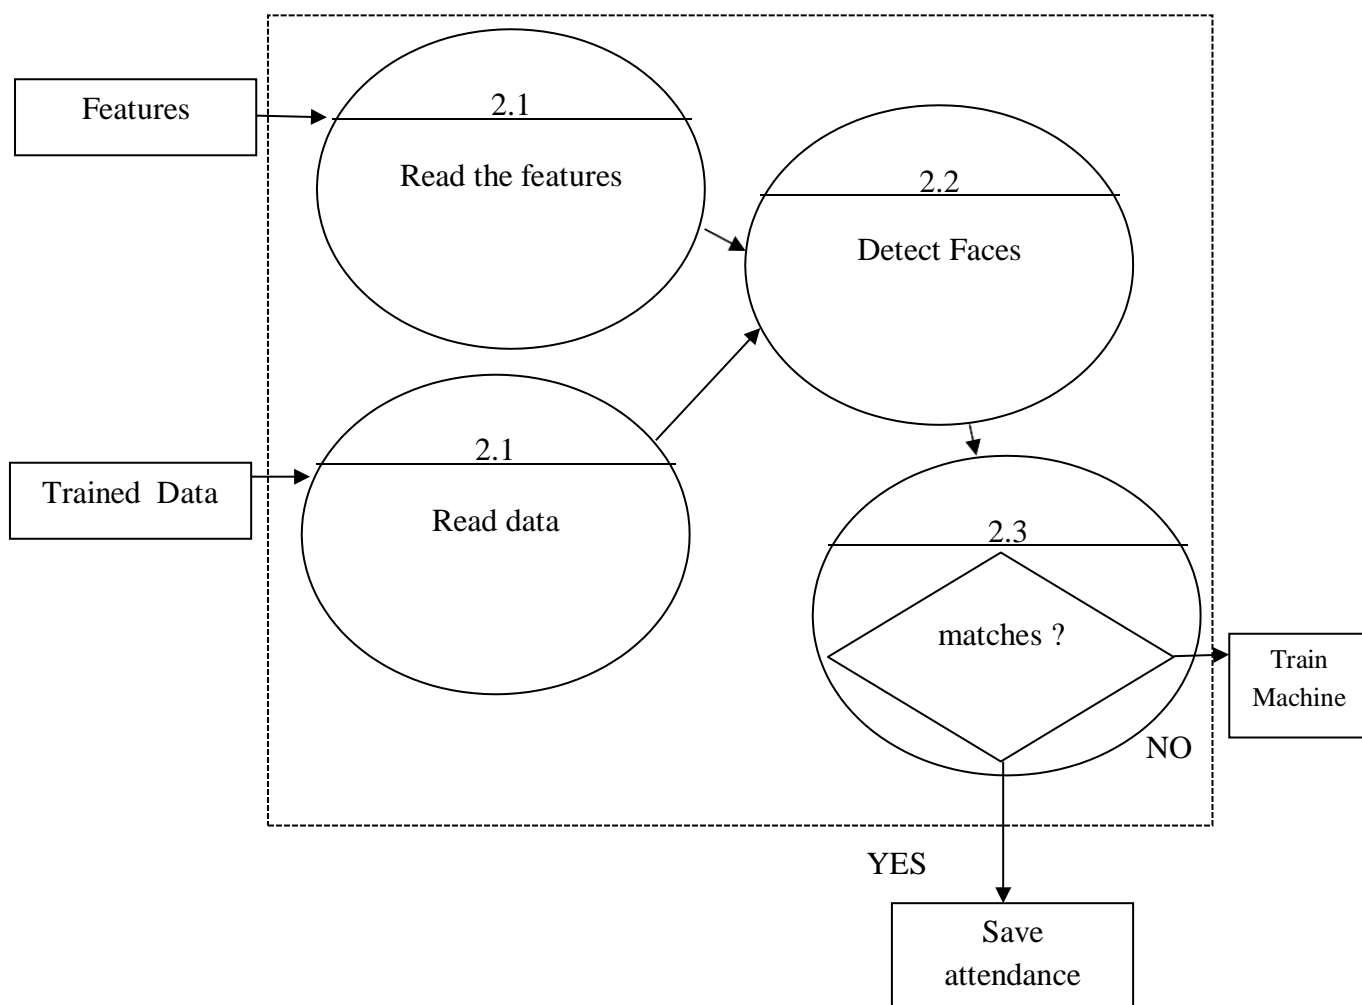 Features
2.1
Read the features
2.2
Detect Faces
Trained Data
2.1
Read data
2.3
matches ?
Train
Machine
NO
YES
Save
attendance